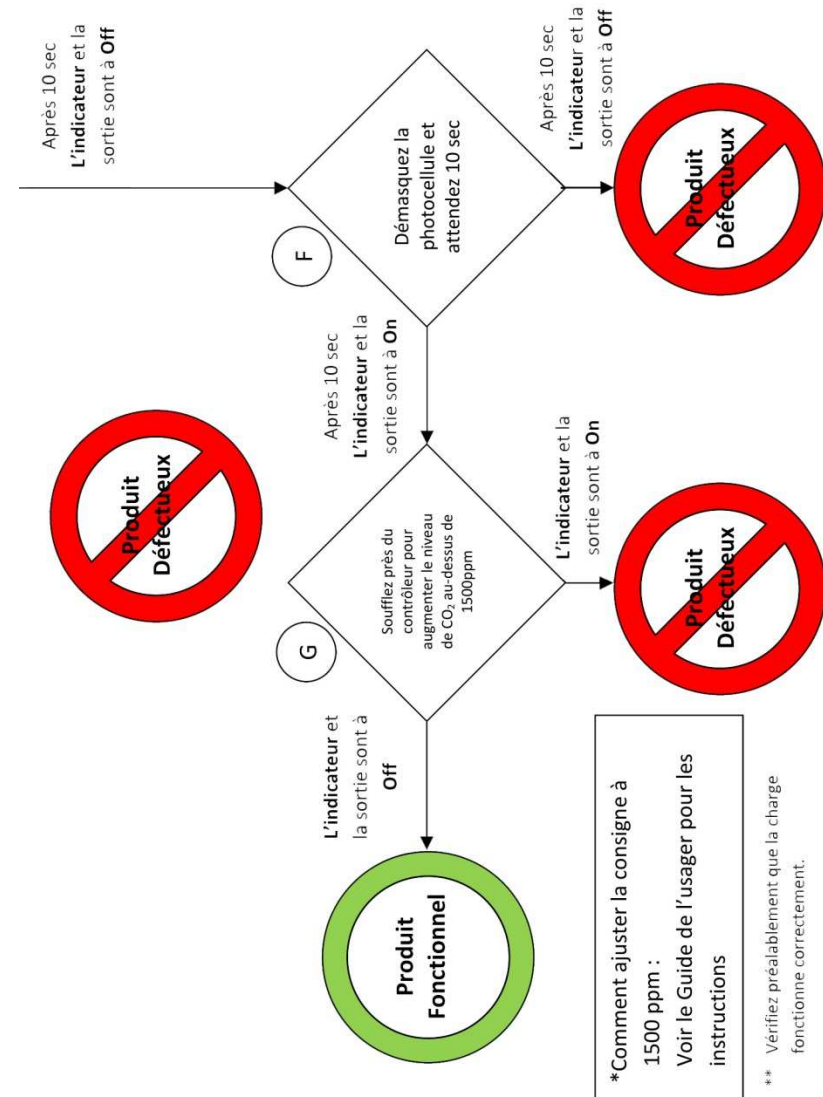 Après 10 sec
L'indicateur et la
sortie sont à Off
F
Démasquez la
photocellule et
attendez 10 sec
Après 10 sec
L'indicateur et la
sortie sont à Off
Produit
Défectueux
Après 10 sec
L'indicateur et la
sortie sont à On
Produit
Défectueux
G
Soufflez près du
contrôleur pour
augmenter le niveau
de CO₂ au-dessus de
1500ppm
L'indicateur et la
sortie sont à On
Produit
Défectueux
L'indicateur et
la sortie sont à
Off
Produit
Fonctionnel
*Comment ajuster la consigne à
1500 ppm :
Voir le Guide de l'usager pour les
instructions
** Vérifiez préalablement que la charge
fonctionne correctement.